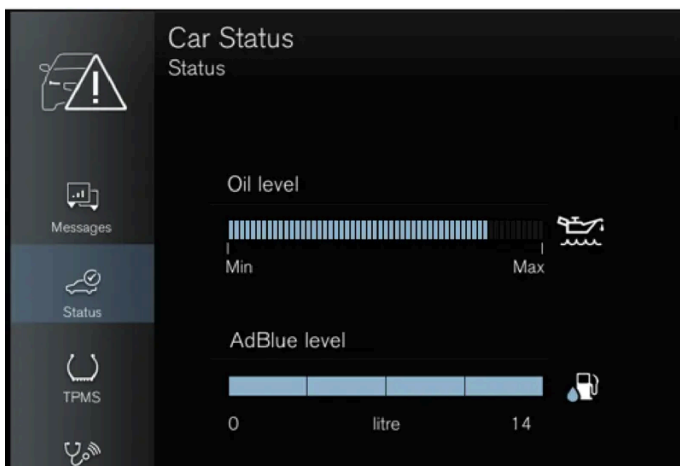 Car Status
Status
Messages
Status
TPMS
Oil level
Min Max
AdBlue level
0 litre 14